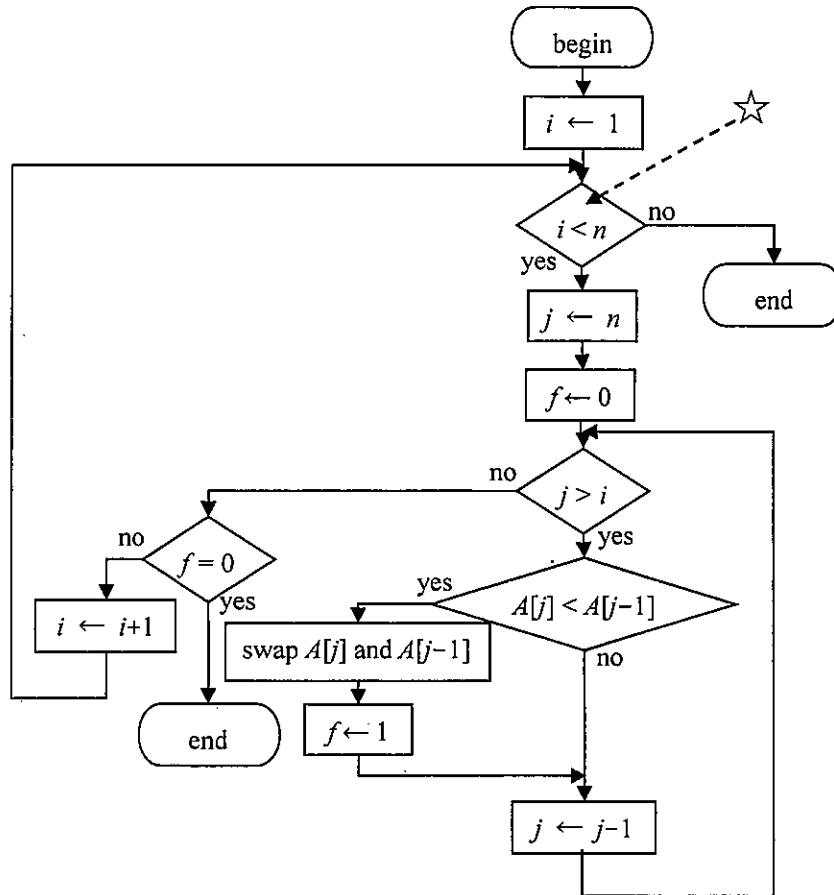 begin
i ← 1
i < n
no
yes
end
j ← n
f ← 0
no
j > i
yes
no
f = 0
yes
yes
A[j] < A[j−1]
no
i ← i+1
swap A[j] and A[j−1]
end
f ← 1
j ← j−1